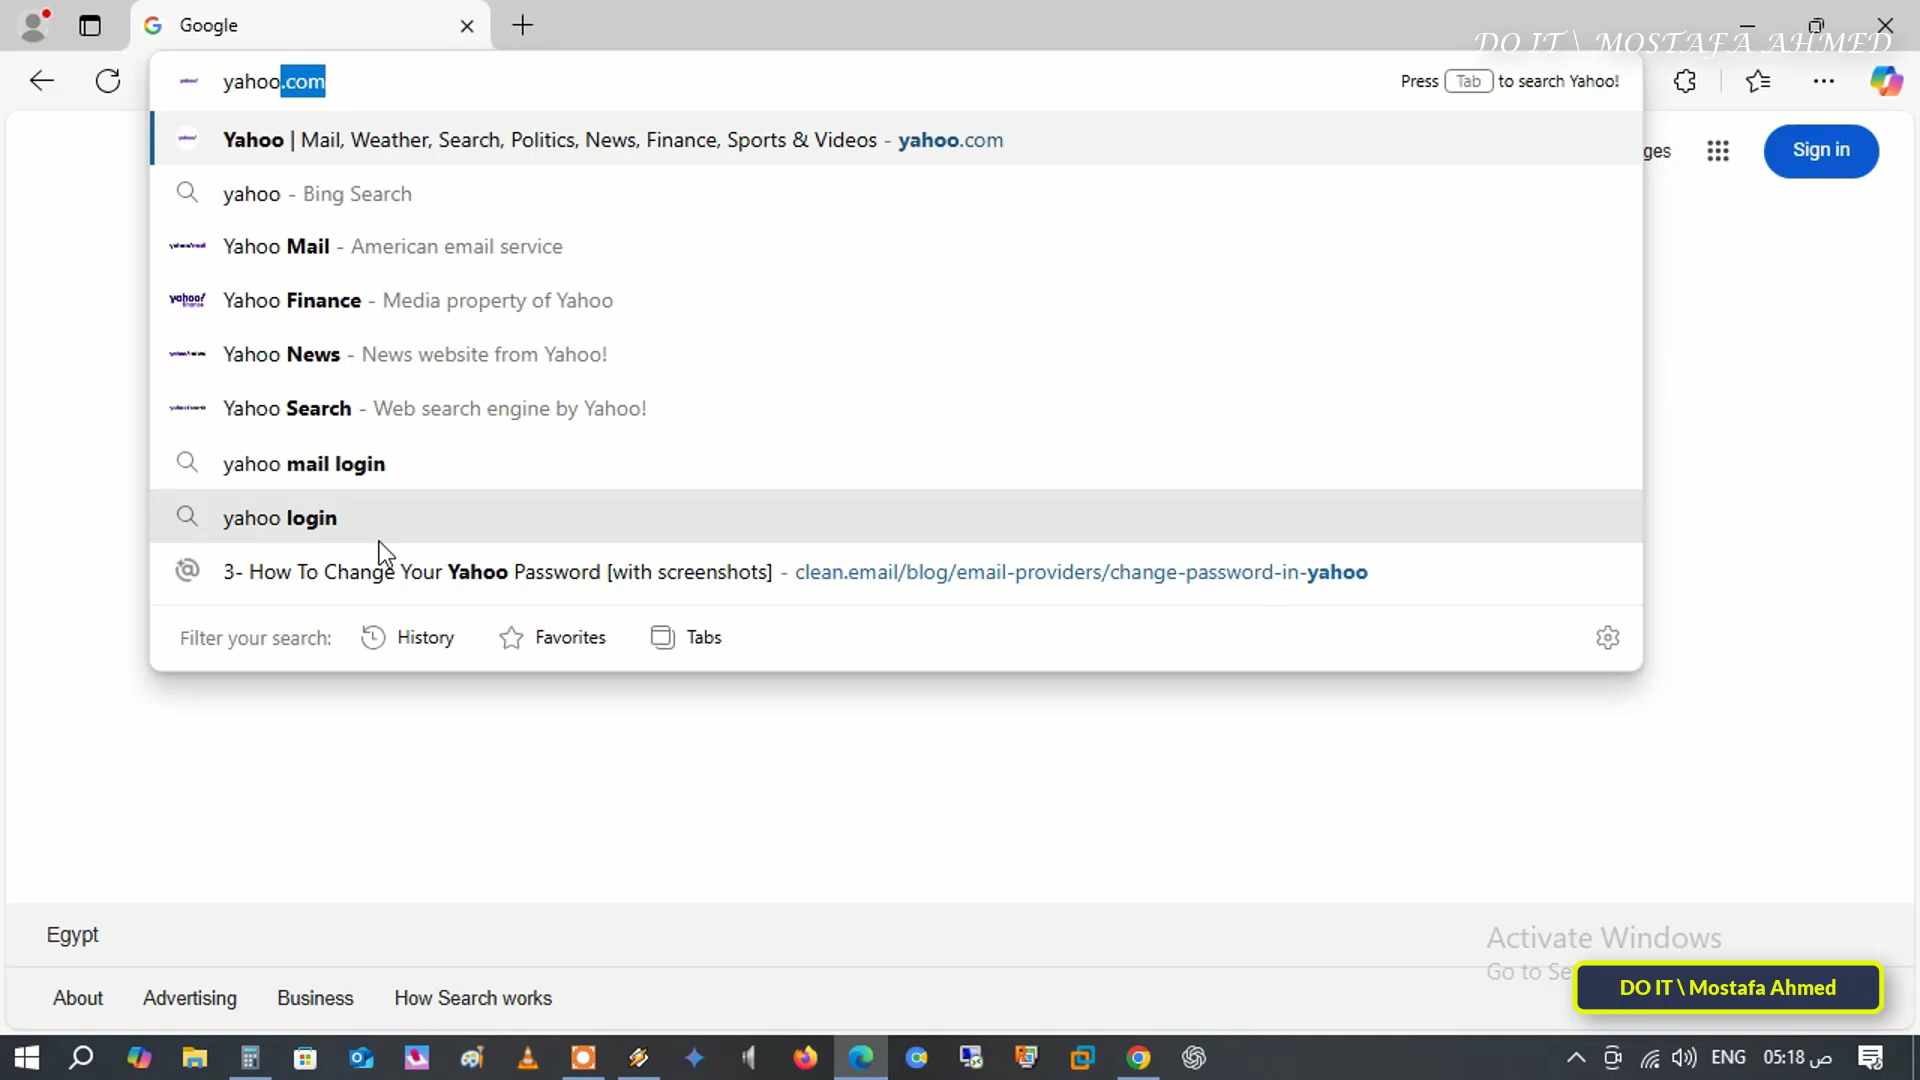 Google
DO IT \ MOSTAFA AHMED
yahoo.com
Press Tab to search Yahoo!
Yahoo | Mail, Weather, Search, Politics, News, Finance, Sports & Videos - yahoo.com
ges
Sign in
yahoo - Bing Search
Yahoo Mail - American email service
yahoo!
finance
Yahoo Finance - Media property of Yahoo
Yahoo News - News website from Yahoo!
Yahoo Search - Web search engine by Yahoo!
yahoo mail login
yahoo login
3- How To Change Your Yahoo Password [with screenshots] - clean.email/blog/email-providers/change-password-in-yahoo
Filter your search:
History
Favorites
Tabs
Egypt
Activate Windows
Go to Se
About
Advertising
Business
How Search works
DO IT \ Mostafa Ahmed
ENG
05:18 ص